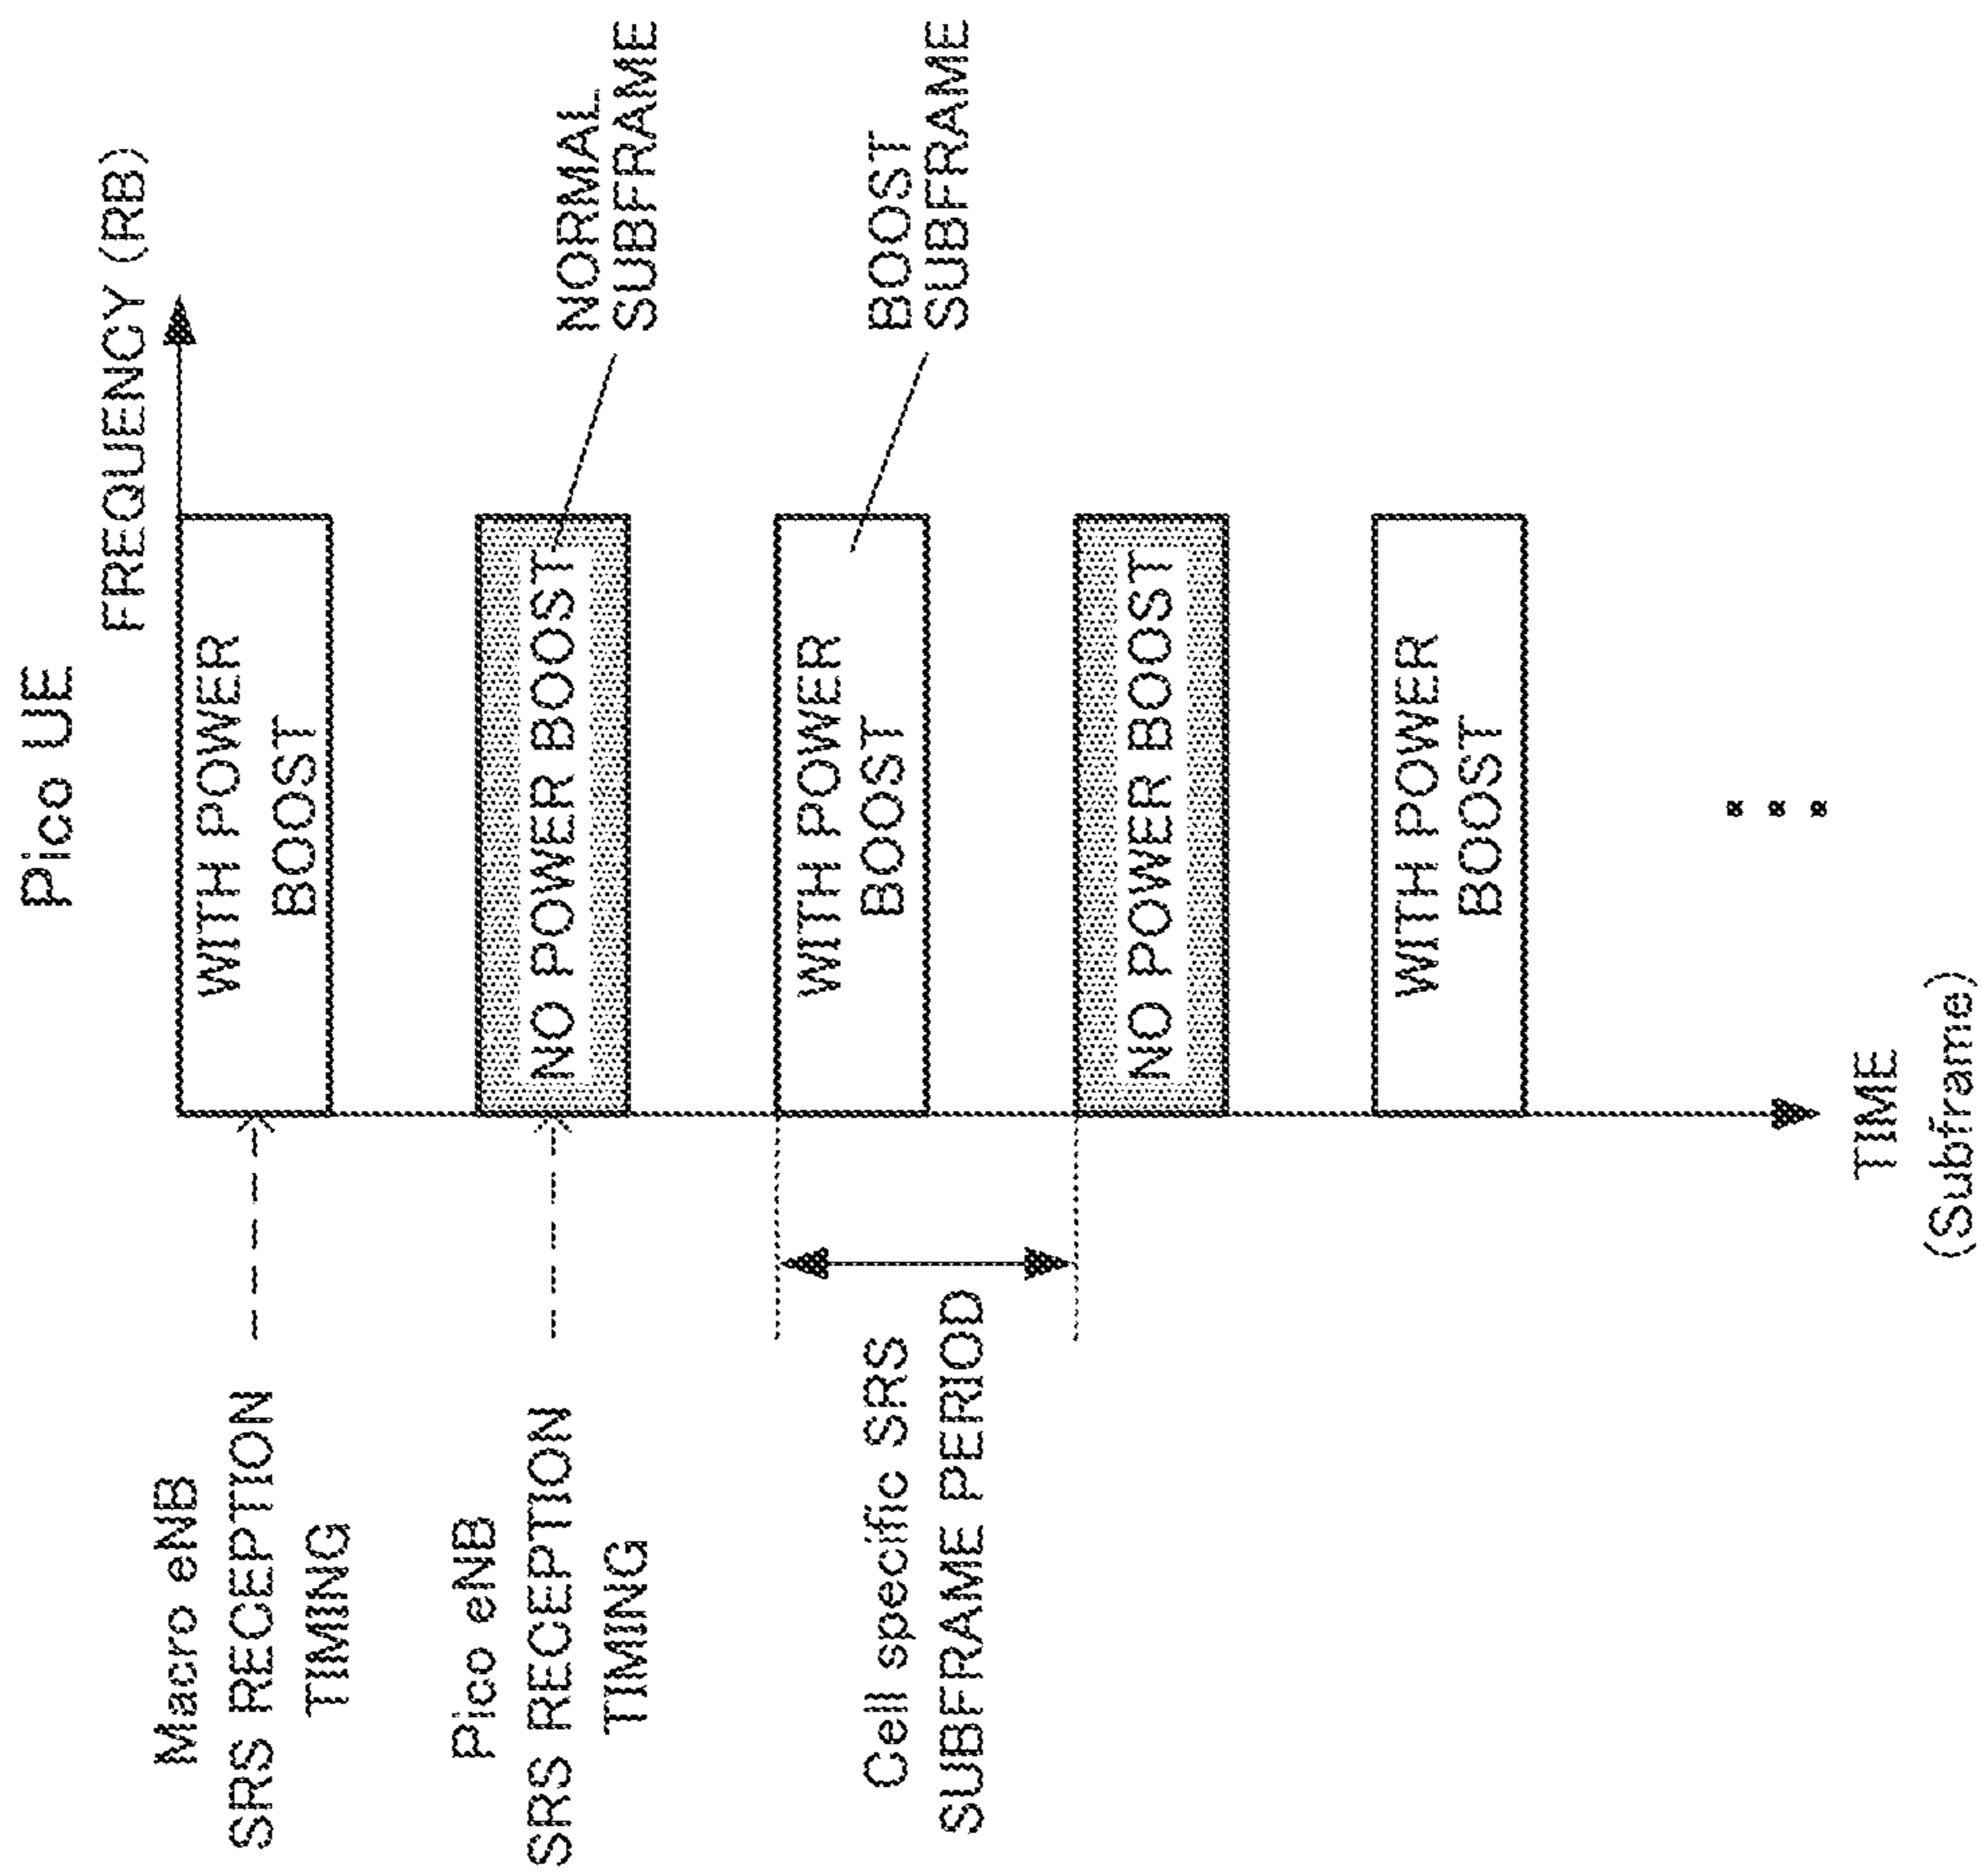 Pico UE
FREQUENCY (RB)
Macro eNB
SRS RECEPTION
TIMING
WITH POWER
BOOST
Pico eNB
SRS RECEPTION
TIMING
NO POWER BOOST
NORMAL
SUBFRAME
WITH POWER
BOOST
BOOST
SUBFRAME
Cell specific SRS
SUBFRAME PERIOD
NO POWER BOOST
WITH POWER
BOOST
TIME
(Subframe)